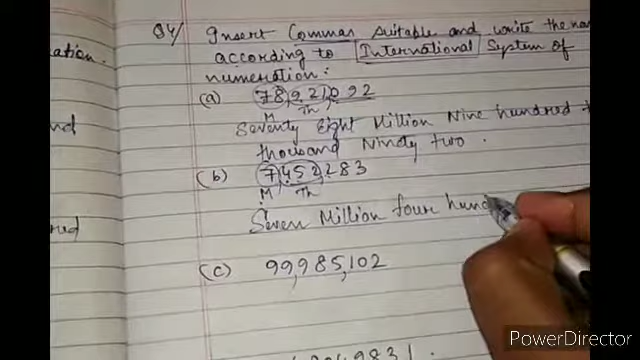 ation.
Q4/ Insert Commas suitable and write the na
according to International System of
numeration :
(a) 78,921,092
M Th
Seventy Eight Million Nine hundred t
thousand Ninety two .
(b) 7,452,283
M Th
Seven Million four hund
(c) 99,985,102
9831.
PowerDirector